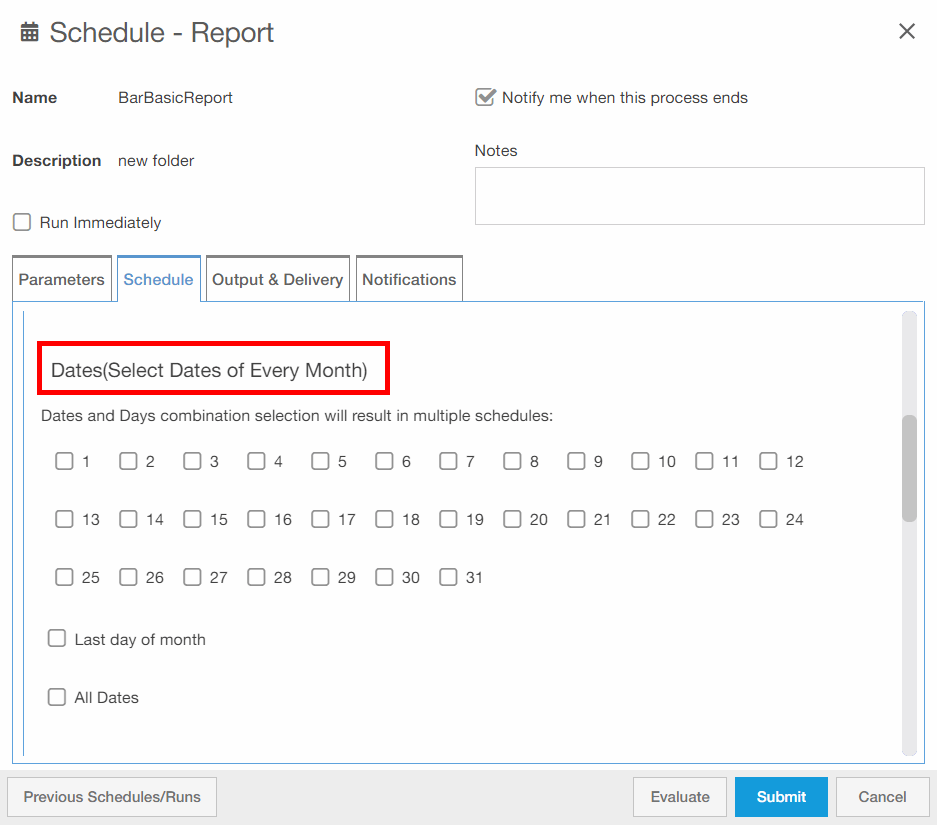 Schedule - Report
Name BarBasicReport
Notify me when this process ends
Description new folder
Notes
Run Immediately
Parameters Schedule Output & Delivery Notifications
Dates(Select Dates of Every Month)
Dates and Days combination selection will result in multiple schedules:
1 2 3 4 5 6 7 8 9 10 11 12
13 14 15 16 17 18 19 20 21 22 23 24
25 26 27 28 29 30 31
Last day of month
All Dates
Previous Schedules/Runs Evaluate Submit Cancel